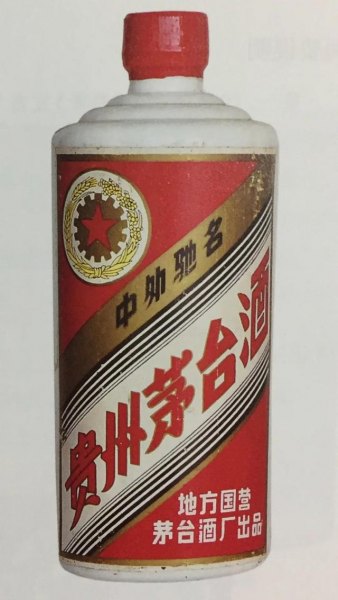 中外驰名
贵州茅台酒
地方国营
茅台酒厂出品